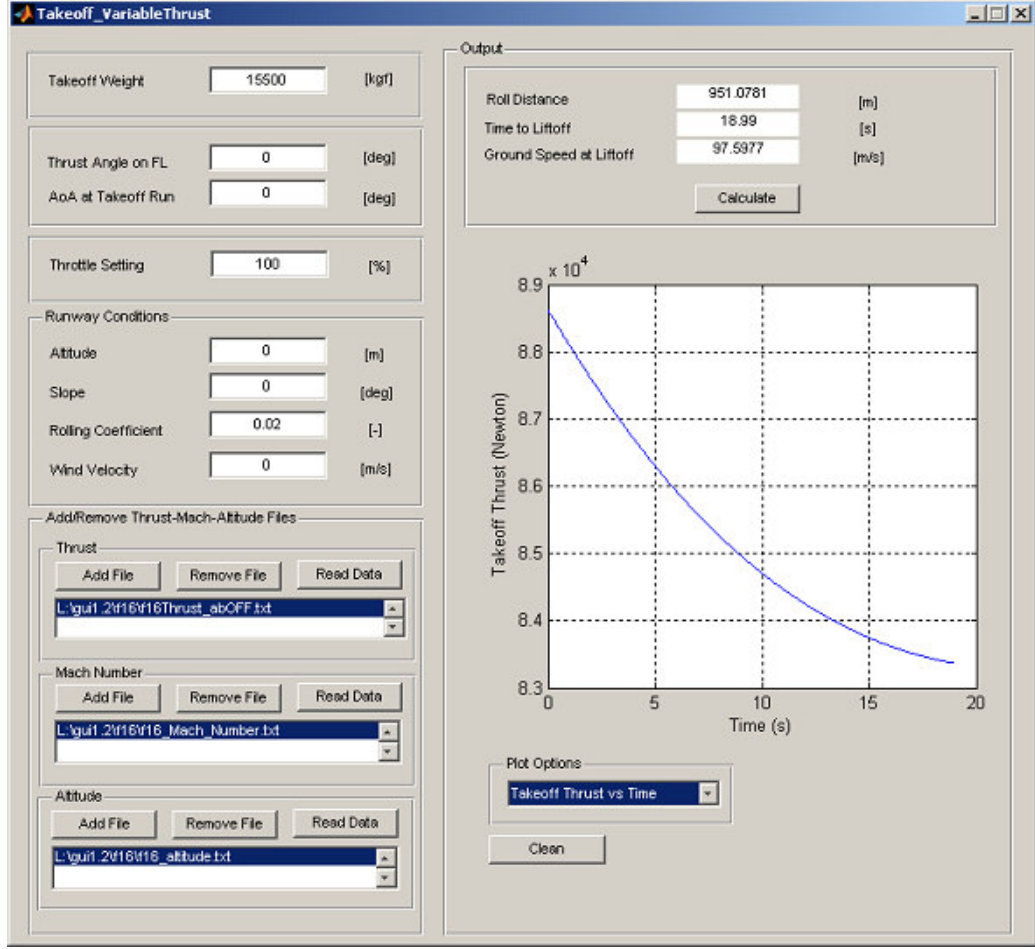 Takeoff_VariableThrust
Takeoff Weight 15500 [kgf]
Thrust Angle on FL 0 [deg]
AoA at Takeoff Run 0 [deg]
Throttle Setting 100 [%]
Runway Conditions
Altitude 0 [m]
Slope 0 [deg]
Rolling Coefficient 0.02 [-]
Wind Velocity 0 [m/s]
Add/Remove Thrust-Mach-Altitude Files
Thrust
Add File Remove File Read Data
L:\gui1.2\f16\f16Thrust_abOFF.txt
Mach Number
Add File Remove File Read Data
L:\gui1.2\f16\f16_Mach_Number.txt
Altitude
Add File Remove File Read Data
L:\gui1.2\f16\f16_altitude.txt
Output
Roll Distance 951.0781 [m]
Time to Liftoff 18.99 [s]
Ground Speed at Liftoff 97.5977 [m/s]
Calculate
x 10^4
8.9
8.8
8.7
8.6
8.5
8.4
8.3
Takeoff Thrust (Newton)
0 5 10 15 20
Time (s)
Plot Options
Takeoff Thrust vs Time
Clean